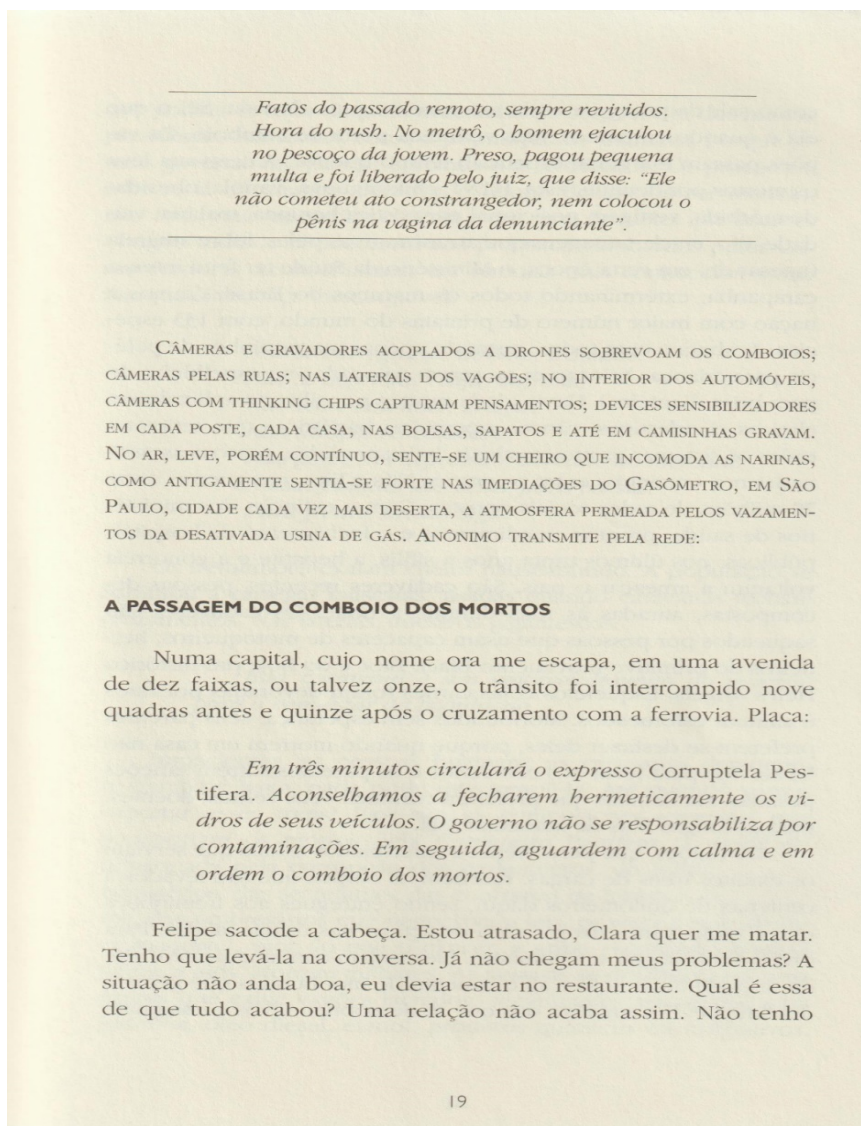 Fatos do passado remoto, sempre revividos.
Hora do rush. No metrô, o homem ejaculou
no pescoço da jovem. Preso, pagou pequena
multa e foi liberado pelo juiz, que disse: “Ele
não cometeu ato constrangedor, nem colocou o
pênis na vagina da denunciante”.
CÂMERAS E GRAVADORES ACOPLADOS A DRONES SOBREVOAM OS COMBOIOS;
CÂMERAS PELAS RUAS; NAS LATERAIS DOS VAGÕES; NO INTERIOR DOS AUTOMÓVEIS,
CÂMERAS COM THINKING CHIPS CAPTURAM PENSAMENTOS; DEVICES SENSIBILIZADORES
EM CADA POSTE, CADA CASA, NAS BOLSAS, SAPATOS E ATÉ EM CAMISINHAS GRAVAM.
NO AR, LEVE, PORÉM CONTÍNUO, SENTE-SE UM CHEIRO QUE INCOMODA AS NARINAS,
COMO ANTIGAMENTE SENTIA-SE FORTE NAS IMEDIAÇÕES DO GASÔMETRO, EM SÃO
PAULO, CIDADE CADA VEZ MAIS DESERTA, A ATMOSFERA PERMEADA PELOS VAZAMEN-
TOS DA DESATIVADA USINA DE GÁS. ANÔNIMO TRANSMITE PELA REDE:
A PASSAGEM DO COMBOIO DOS MORTOS
Numa capital, cujo nome ora me escapa, em uma avenida
de dez faixas, ou talvez onze, o trânsito foi interrompido nove
quadras antes e quinze após o cruzamento com a ferrovia. Placa:
Em três minutos circulará o expresso Corruptela Pes-
tifera. Aconselhamos a fecharem hermeticamente os vi-
dros de seus veículos. O governo não se responsabiliza por
contaminações. Em seguida, aguardem com calma e em
ordem o comboio dos mortos.
Felipe sacode a cabeça. Estou atrasado, Clara quer me matar.
Tenho que levá-la na conversa. Já não chegam meus problemas? A
situação não anda boa, eu devia estar no restaurante. Qual é essa
de que tudo acabou? Uma relação não acaba assim. Não tenho
19